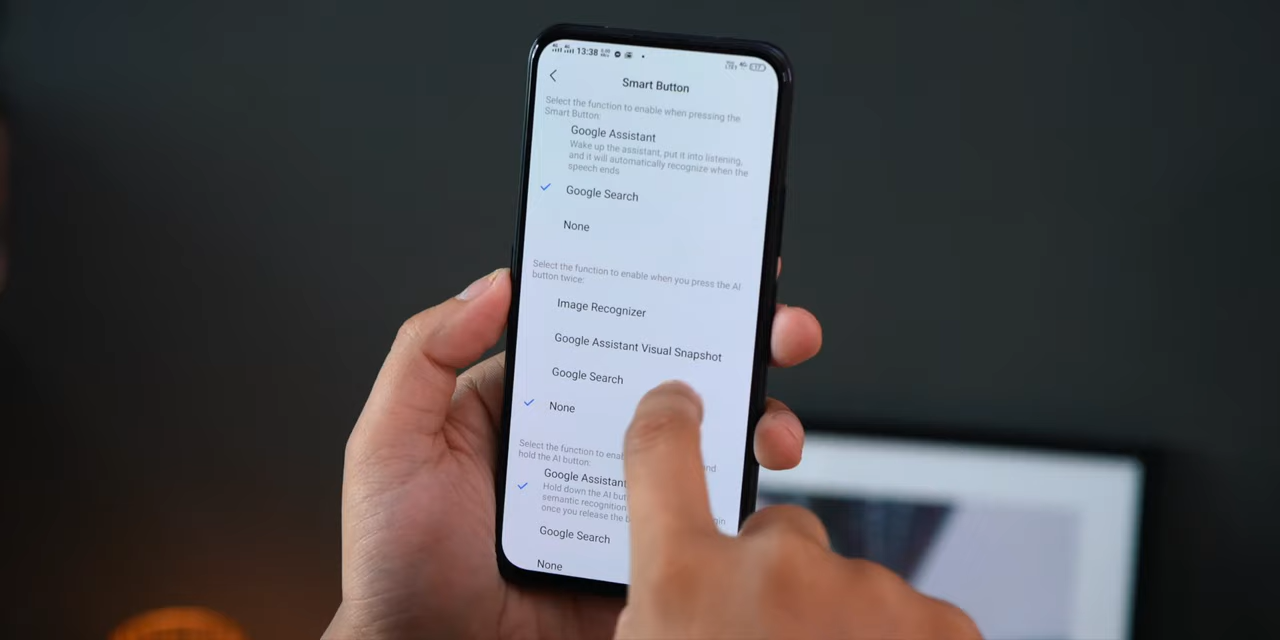 13:38
Smart Button
Select the function to enable when pressing the
Smart Button:
Google Assistant
Wake up the assistant, put it into listening,
and it will automatically recognize when the
speech ends
Google Search
None
Select the function to enable when you press the AI
button twice:
Image Recognizer
Google Assistant Visual Snapshot
Google Search
None
Select the function to and
hold the AI button:
Google Assistant
Hold down the AI
semantic recognition
once you release the
Google Search
None